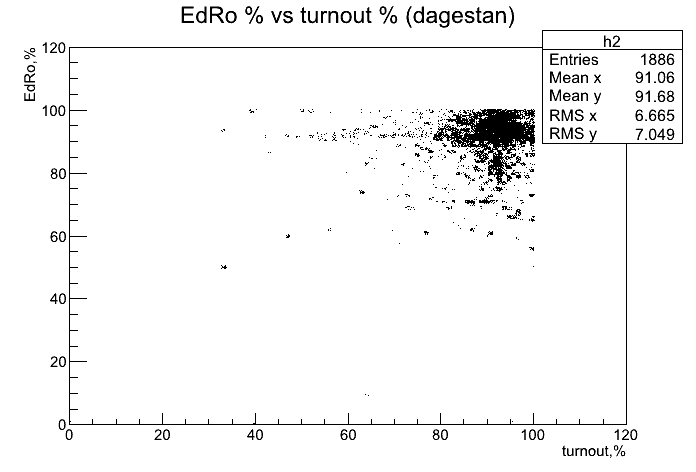 EdRo % vs turnout % (dagestan)
h2
Entries 1886
Mean x 91.06
Mean y 91.68
RMS x 6.665
RMS y 7.049
EdRo,%
120
100
80
60
40
20
0
0 20 40 60 80 100 120
turnout,%